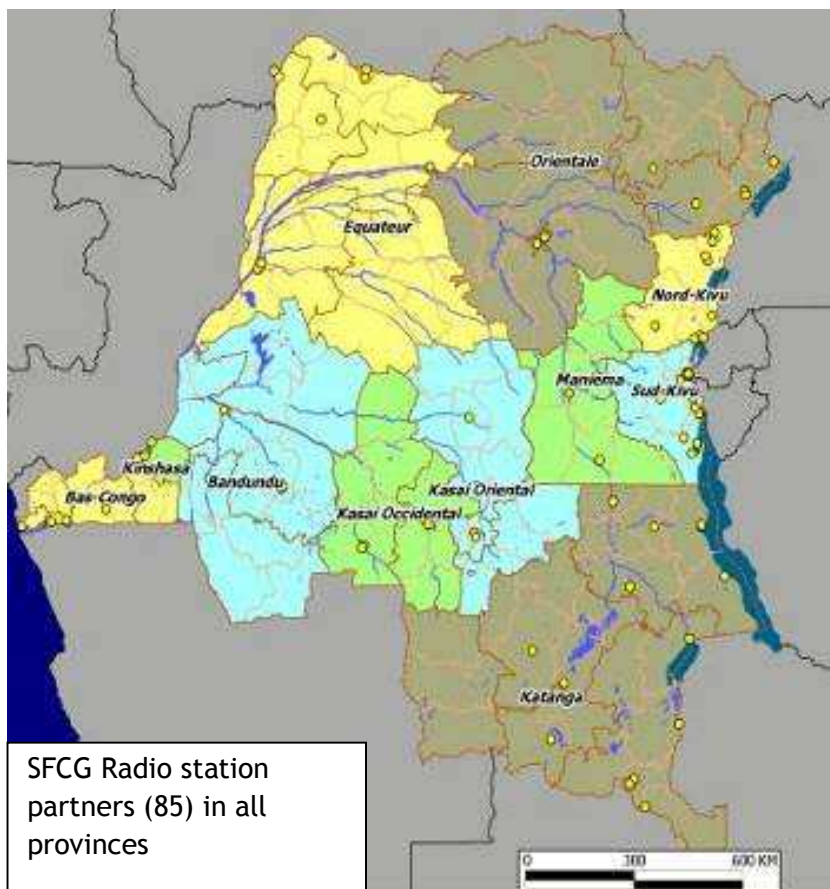 Orientale
Equateur
Nord-Kivu
Maniema
Sud-Kivu
Kinshasa
Bandundu
Bas-Congo
Kasai Oriental
Kasai Occidental
Katanga
SFCG Radio station
partners (85) in all
provinces
0 300 600 KM